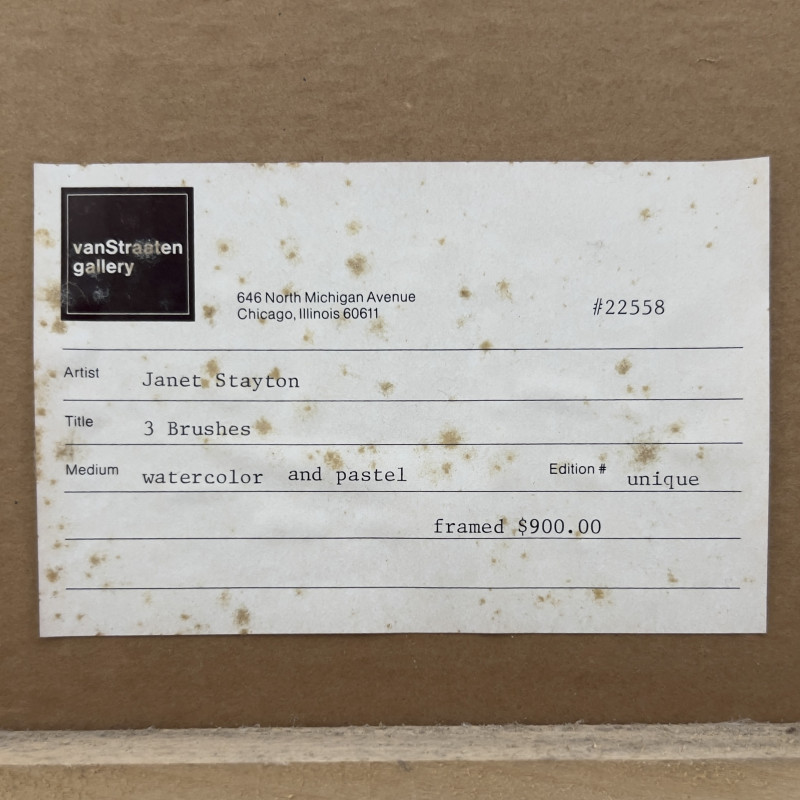 vanStraaten
gallery
646 North Michigan Avenue
Chicago, Illinois 60611
#22558
Artist Janet Stayton
Title 3 Brushes
Medium watercolor and pastel Edition # unique
framed $900.00